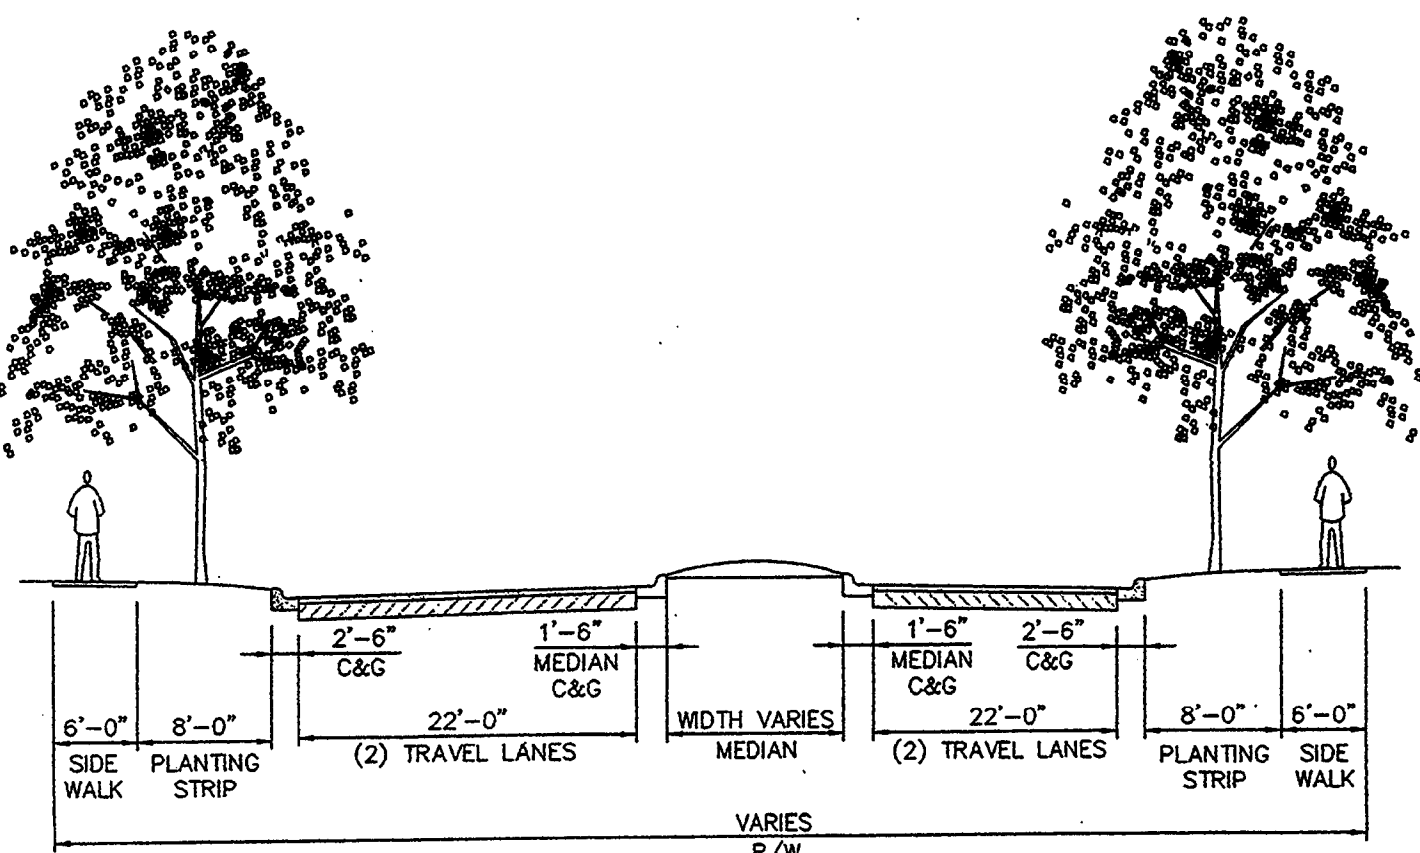 2'-6"
C&G
1'-6"
MEDIAN
C&G
1'-6"
MEDIAN
C&G
2'-6"
C&G
6'-0"
SIDE
WALK
8'-0"
PLANTING
STRIP
22'-0"
(2) TRAVEL LANES
WIDTH VARIES
MEDIAN
22'-0"
(2) TRAVEL LANES
8'-0"
PLANTING
STRIP
6'-0"
SIDE
WALK
VARIES
R/W